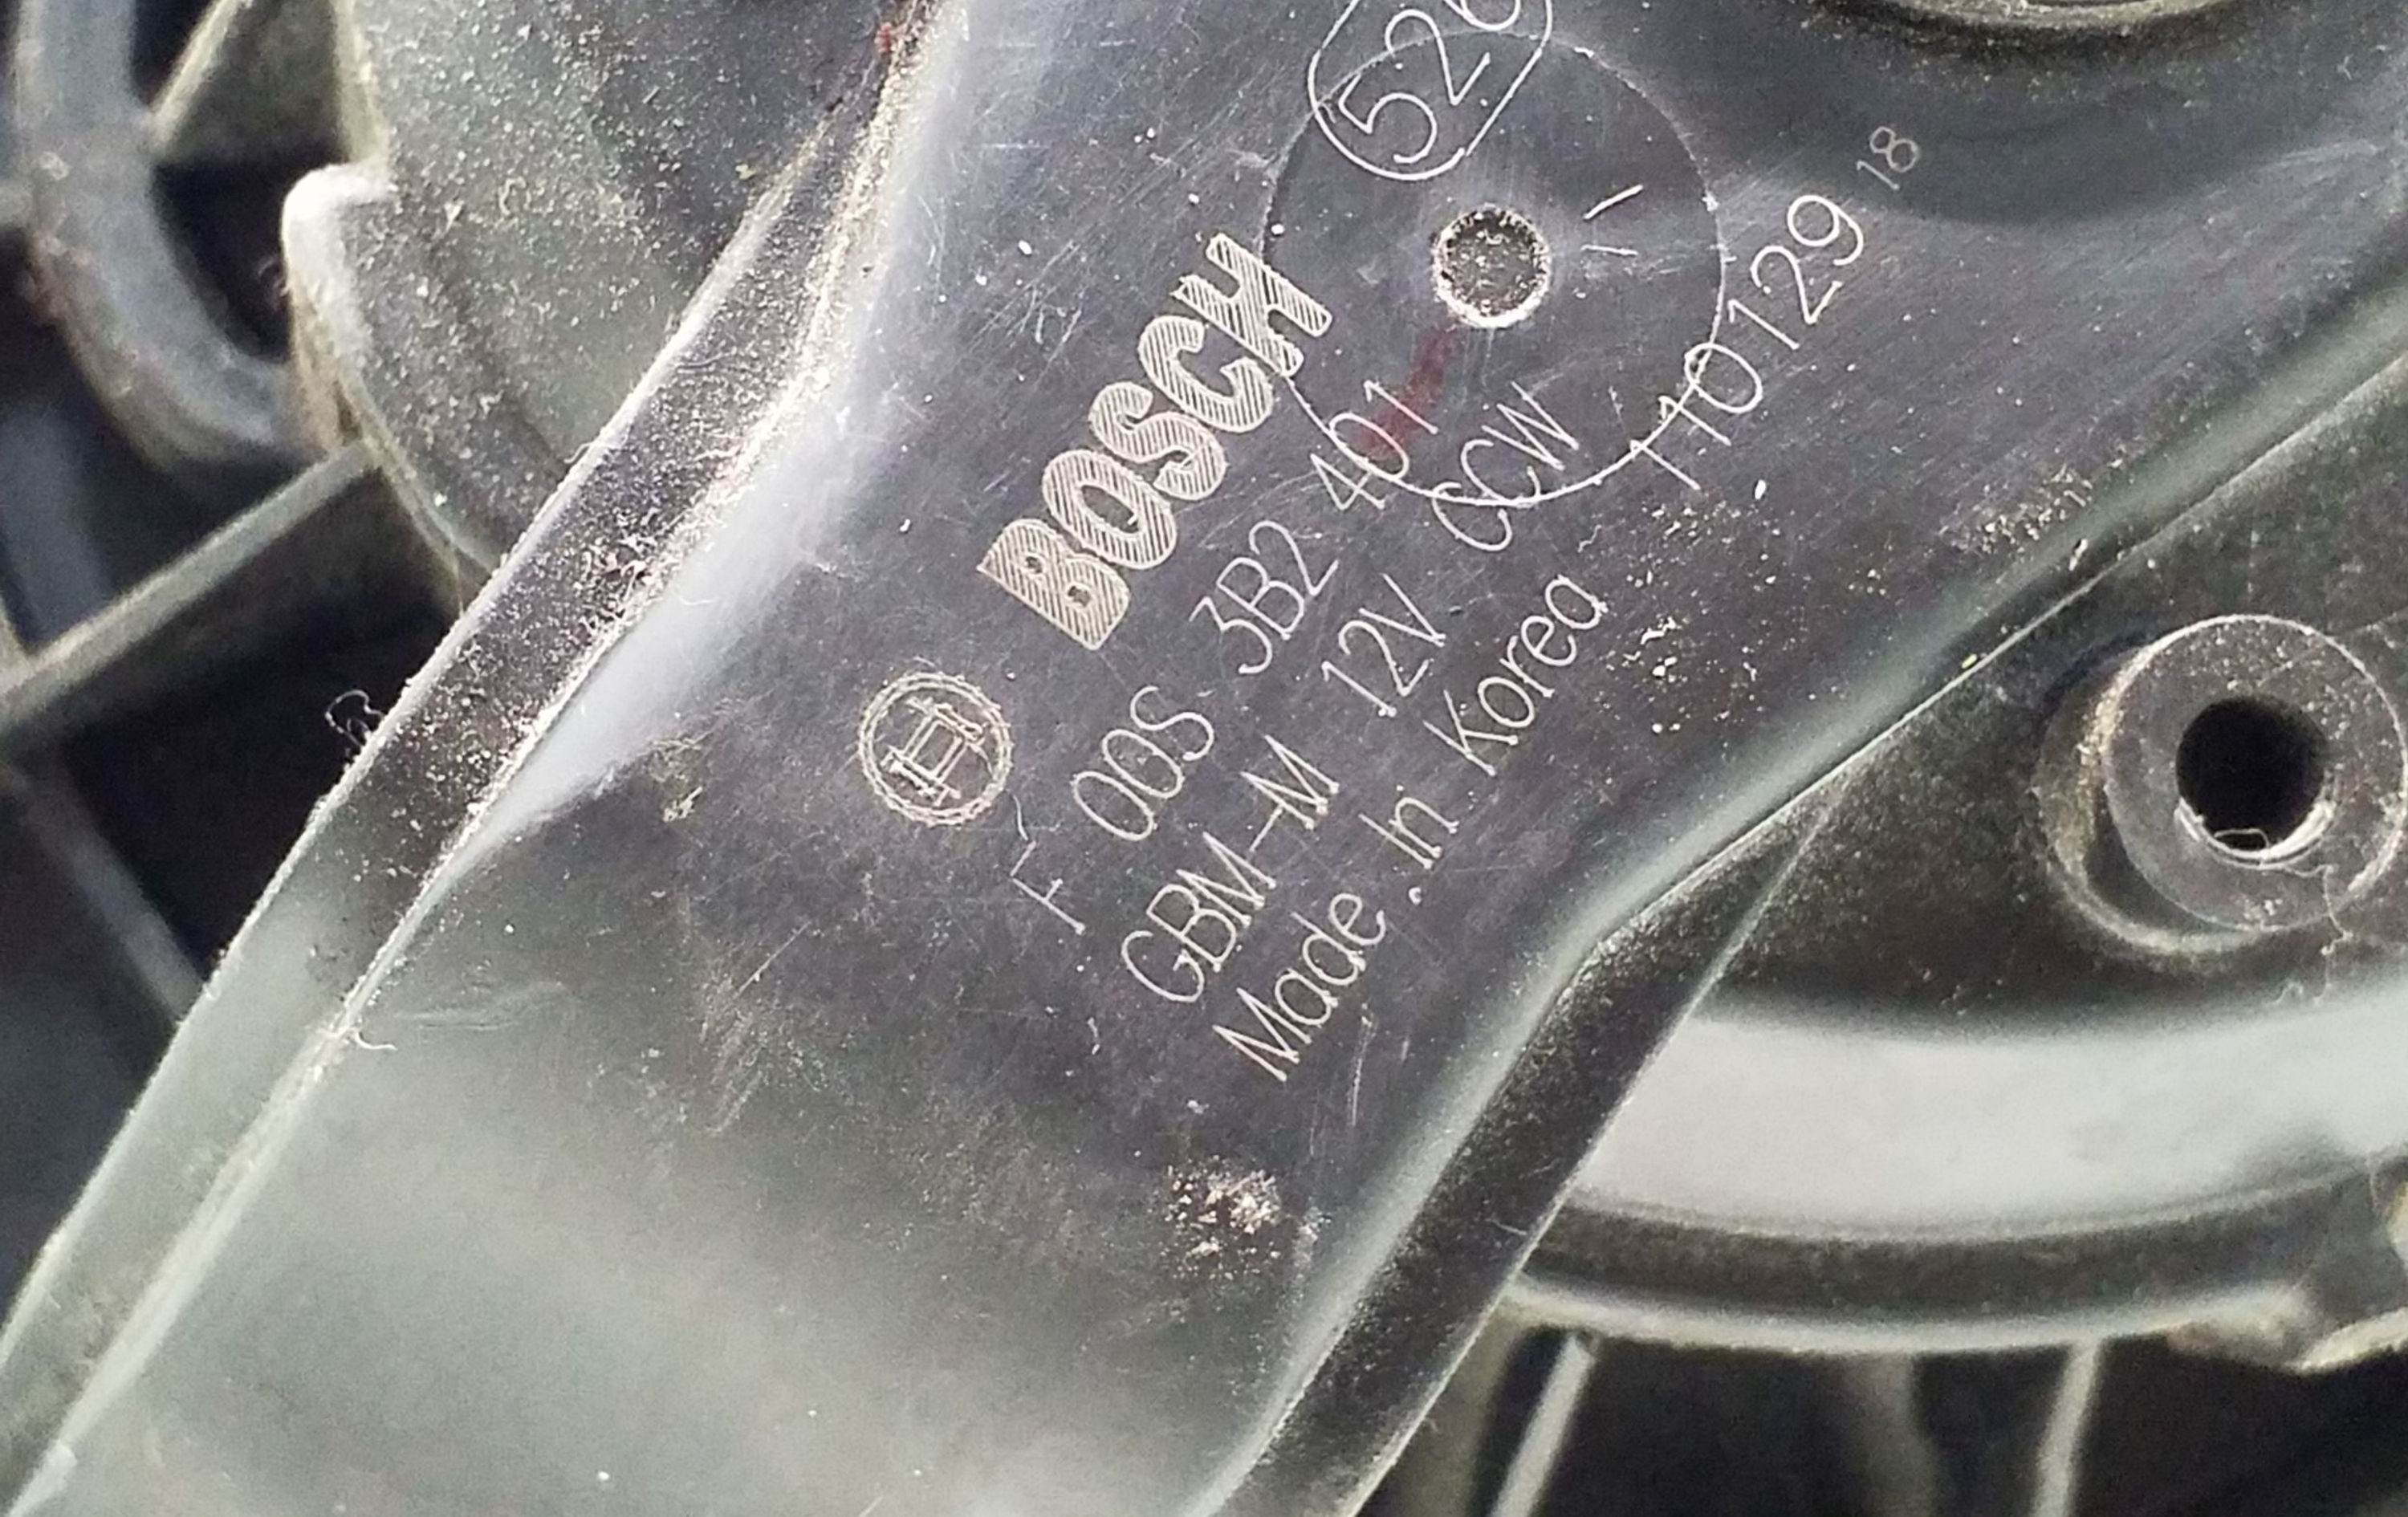 BOSCH
F 00S 3B2 401
GBM-M 12V CCW
Made In Korea
110129
18